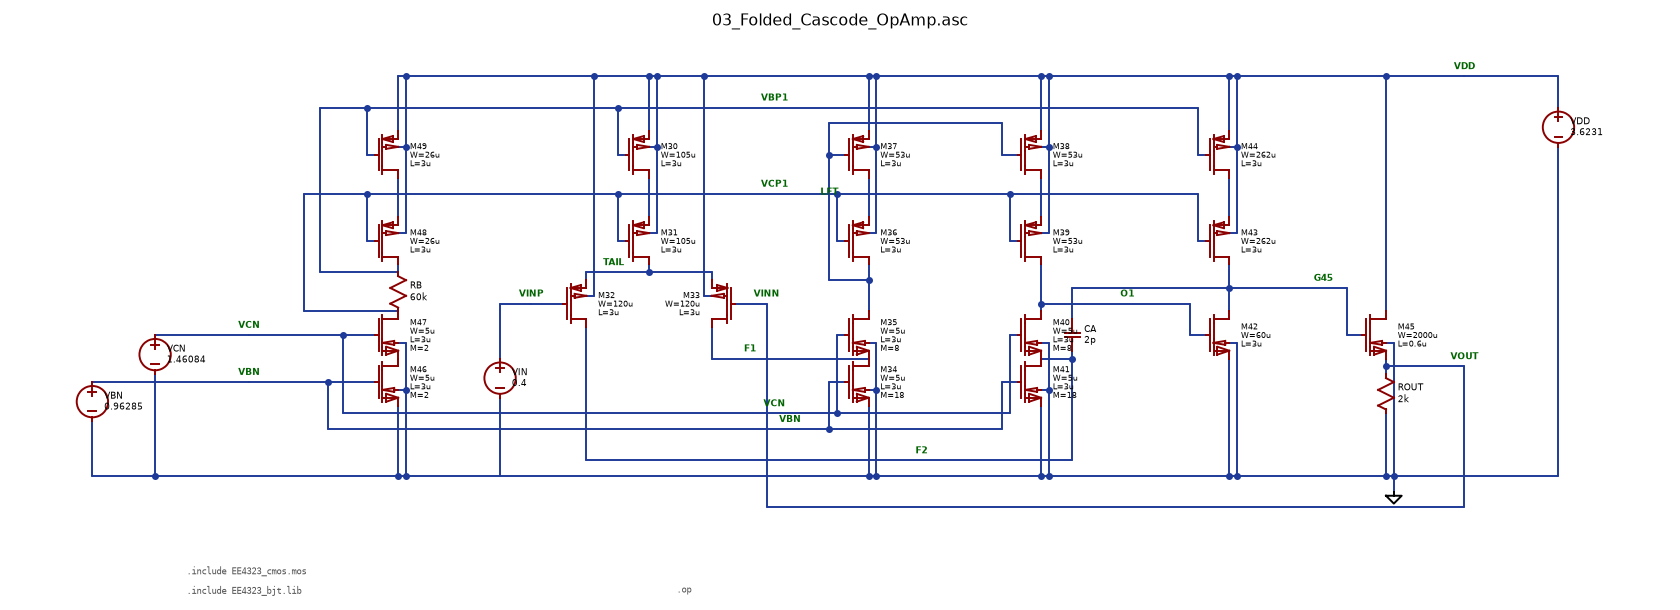 03_Folded_Cascode_OpAmp.asc
VDD
VBP1
M49
W=26u
L=3u
M30
W=105u
L=3u
M37
W=53u
L=3u
M38
W=53u
L=3u
M44
W=262u
L=3u
VDD
3.6231
VCP1
LFT
M48
W=26u
L=3u
M31
W=105u
L=3u
M36
W=53u
L=3u
M39
W=53u
L=3u
M43
W=262u
L=3u
TAIL
G45
RB
60k
VINP
M32
W=120u
L=3u
M33
W=120u
L=3u
VINN
O1
VCN
M47
W=5u
L=3u
M=2
M35
W=5u
L=3u
M=8
M40
W=5u
L=3u
M=8
CA
2p
M42
W=60u
L=3u
M45
W=2000u
L=0.6u
VCN
1.46084
F1
VOUT
VBN
M46
W=5u
L=3u
M=2
VIN
0.4
M34
W=5u
L=3u
M=18
M41
W=5u
L=3u
M=18
ROUT
2k
VBN
0.96285
VCN
VBN
F2
.include EE4323_cmos.mos
.include EE4323_bjt.lib
.op